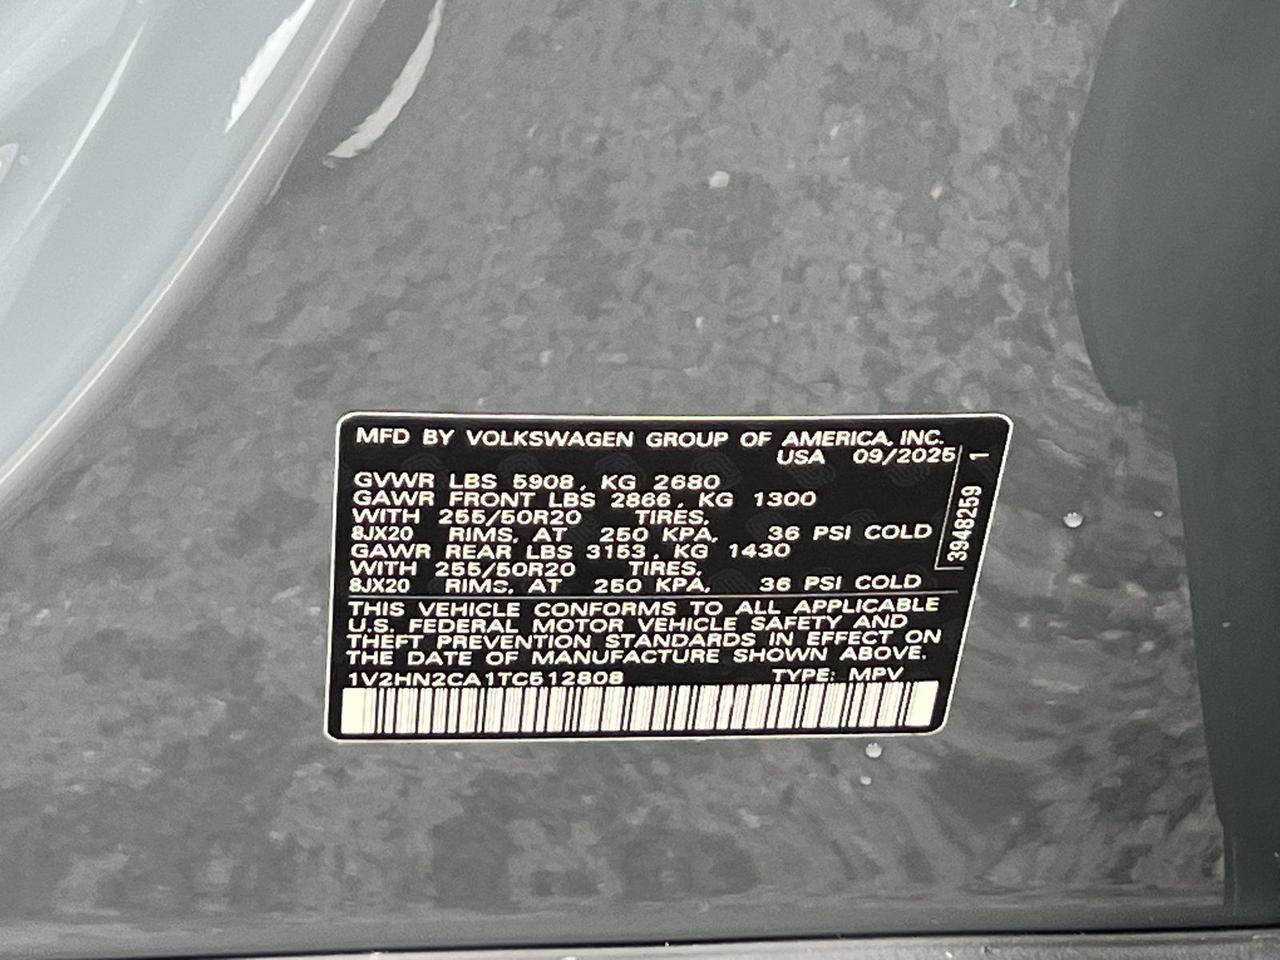 MFD BY VOLKSWAGEN GROUP OF AMERICA, INC.
USA 09/2025
GVWR LBS 5908, KG 2680
GAWR FRONT LBS 2866, KG 1300
WITH 255/50R20 TIRES,
8JX20 RIMS, AT 250 KPA, 36 PSI COLD
GAWR REAR LBS 3153, KG 1430
WITH 255/50R20 TIRES,
8JX20 RIMS, AT 250 KPA, 36 PSI COLD
THIS VEHICLE CONFORMS TO ALL APPLICABLE
U.S. FEDERAL MOTOR VEHICLE SAFETY AND
THEFT PREVENTION STANDARDS IN EFFECT ON
THE DATE OF MANUFACTURE SHOWN ABOVE.
1V2HN2CA1TC512808 TYPE: MPV
3948259 1